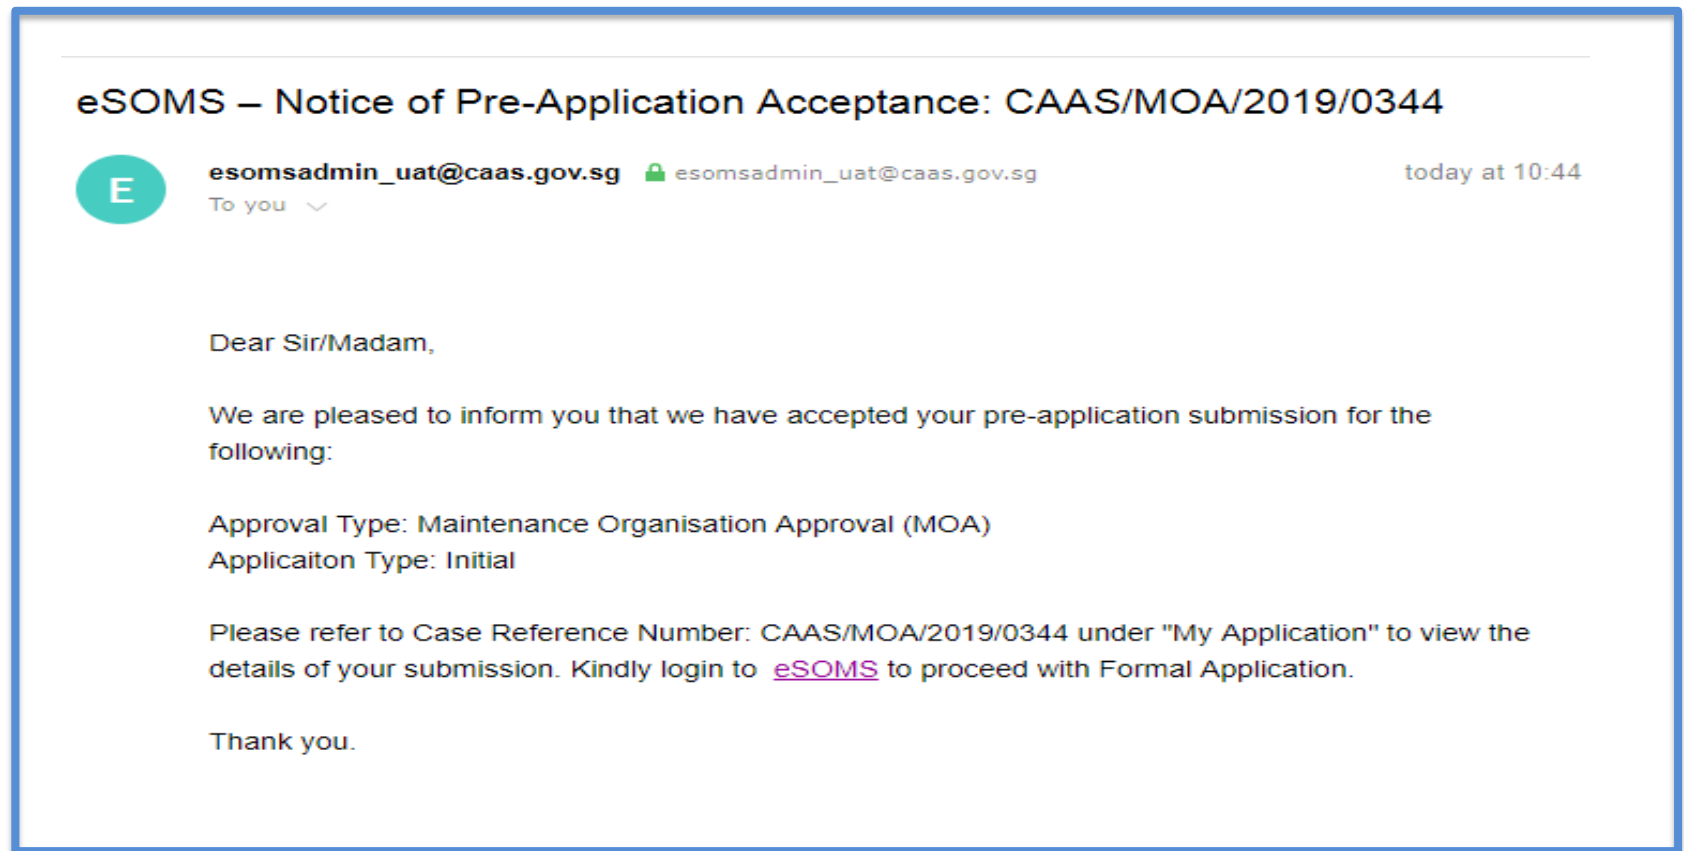 eSOMS – Notice of Pre-Application Acceptance: CAAS/MOA/2019/0344
E
esomsadmin_uat@caas.gov.sg esomsadmin_uat@caas.gov.sg today at 10:44
To you
Dear Sir/Madam,
We are pleased to inform you that we have accepted your pre-application submission for the
following:
Approval Type: Maintenance Organisation Approval (MOA)
Applicaiton Type: Initial
Please refer to Case Reference Number: CAAS/MOA/2019/0344 under "My Application" to view the
details of your submission. Kindly login to eSOMS to proceed with Formal Application.
Thank you.